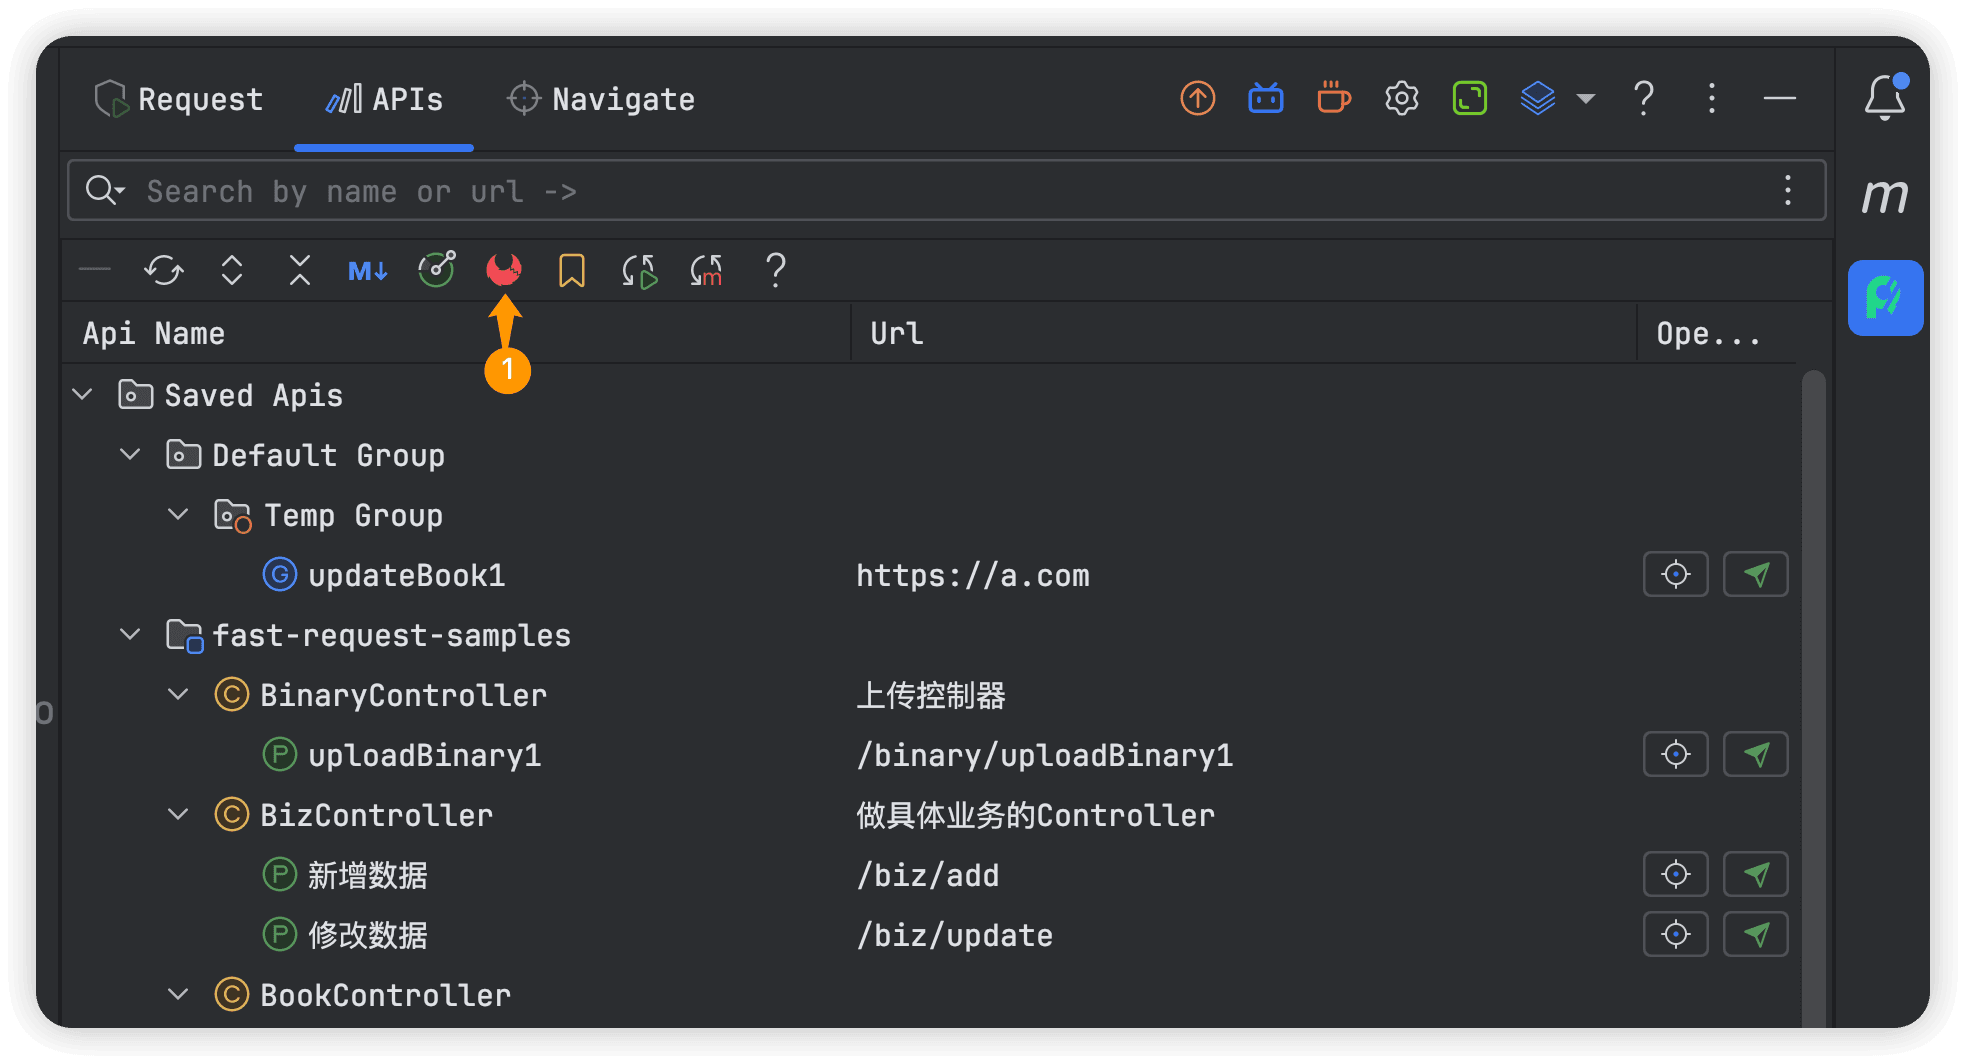 Request APIs Navigate
Search by name or url ->
M↓ m ?
1
Api Name Url Ope...
Saved Apis
Default Group
Temp Group
G updateBook1 https://a.com
fast-request-samples
C BinaryController 上传控制器
P uploadBinary1 /binary/uploadBinary1
C BizController 做具体业务的Controller
P 新增数据 /biz/add
P 修改数据 /biz/update
C BookController
?
m
o